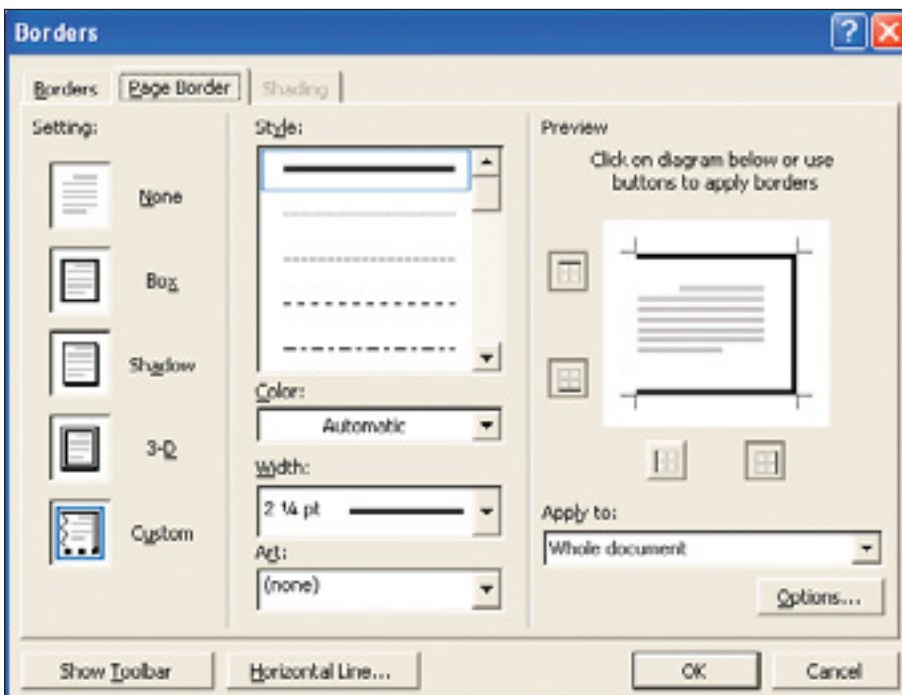 Borders
Borders Page Border Shading
Setting:
None
Box
Shadow
3-D
Custom
Style:
Color:
Automatic
Width:
2 ¼ pt
Art:
(none)
Preview
Click on diagram below or use
buttons to apply borders
Apply to:
Whole document
Options...
Show Toolbar Horizontal Line... OK Cancel